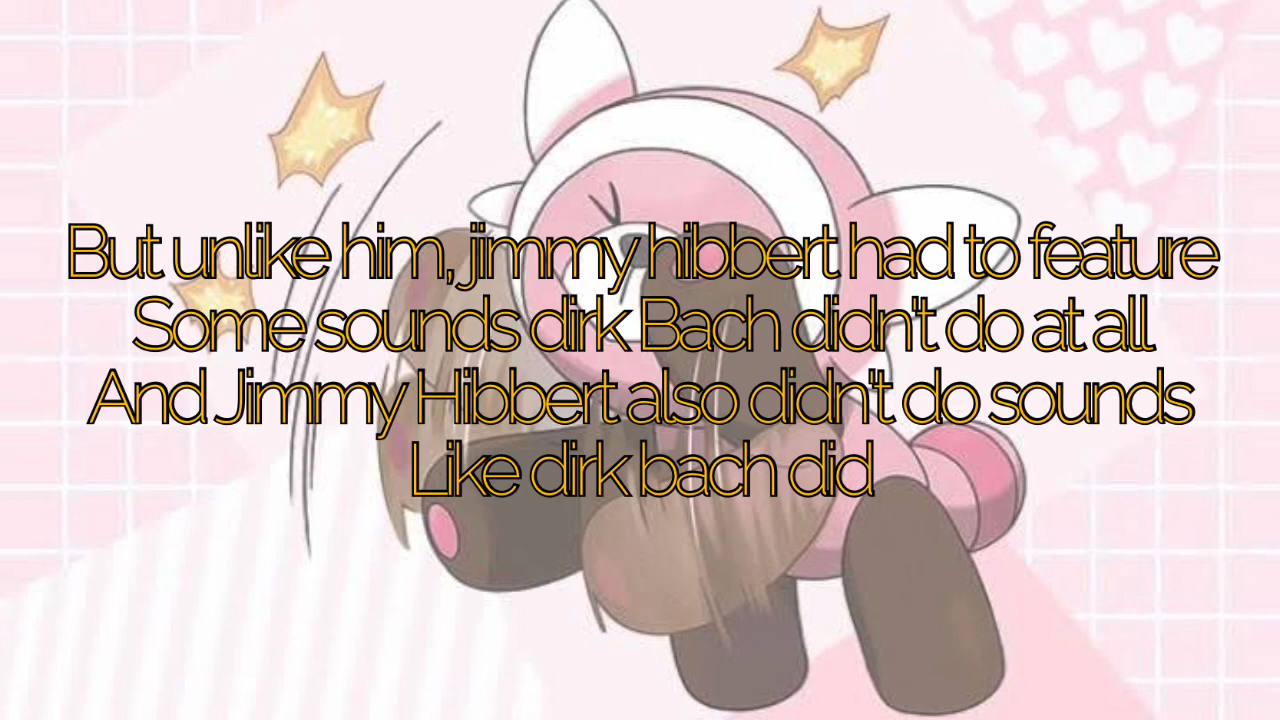 But unlike him, jimmy hibbert had to feature
Some sounds dirk Bach didn't do at all
And Jimmy Hibbert also didn't do sounds
Like dirk bach did